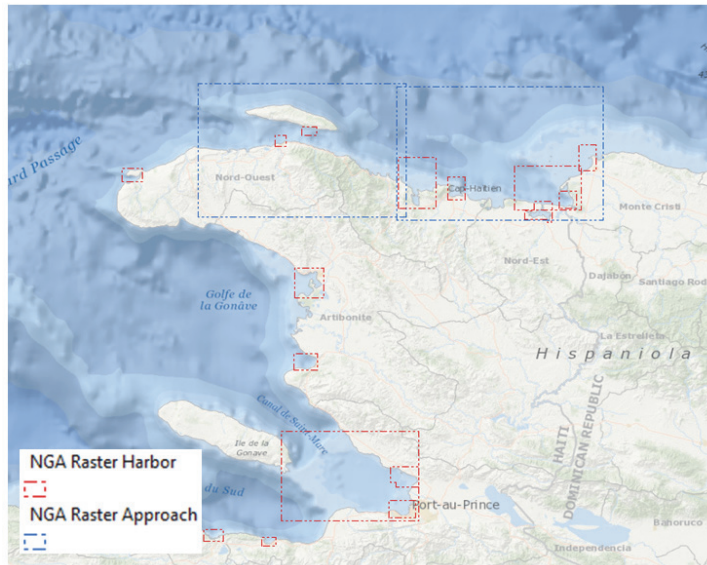 ard Passage
Nord-Ouest
Cap-Haïtien
Monte Cristi
Nord-Est
Dajabón
Santiago Rod
Golfe de
la Gonâve
Artibonite
La Estrelleta
Hispaniola
Canal de Saint-Marc
Ile de la
Gonave
HAITI
DOMINICAN REPUBLIC
NGA Raster Harbor
du Sud
Port-au-Prince
NGA Raster Approach
Bahoruco
Independencia